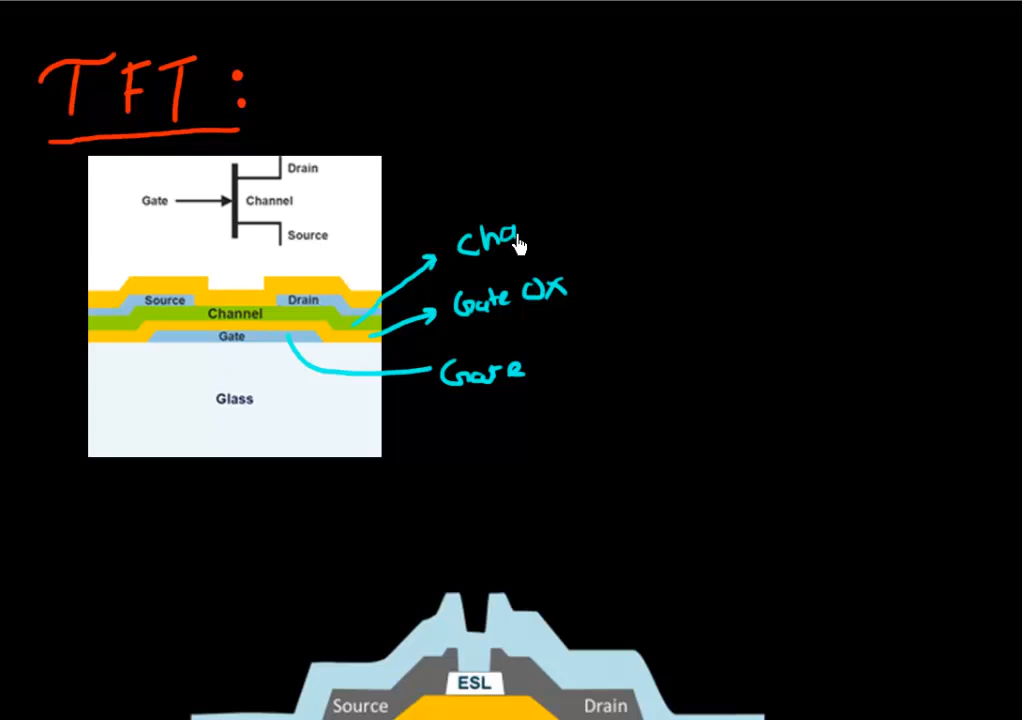 TFT:
Drain
Gate
Channel
Source
Source
Drain
Channel
Gate
Glass
Cha
Gate OX
Gate
ESL
Source
Drain